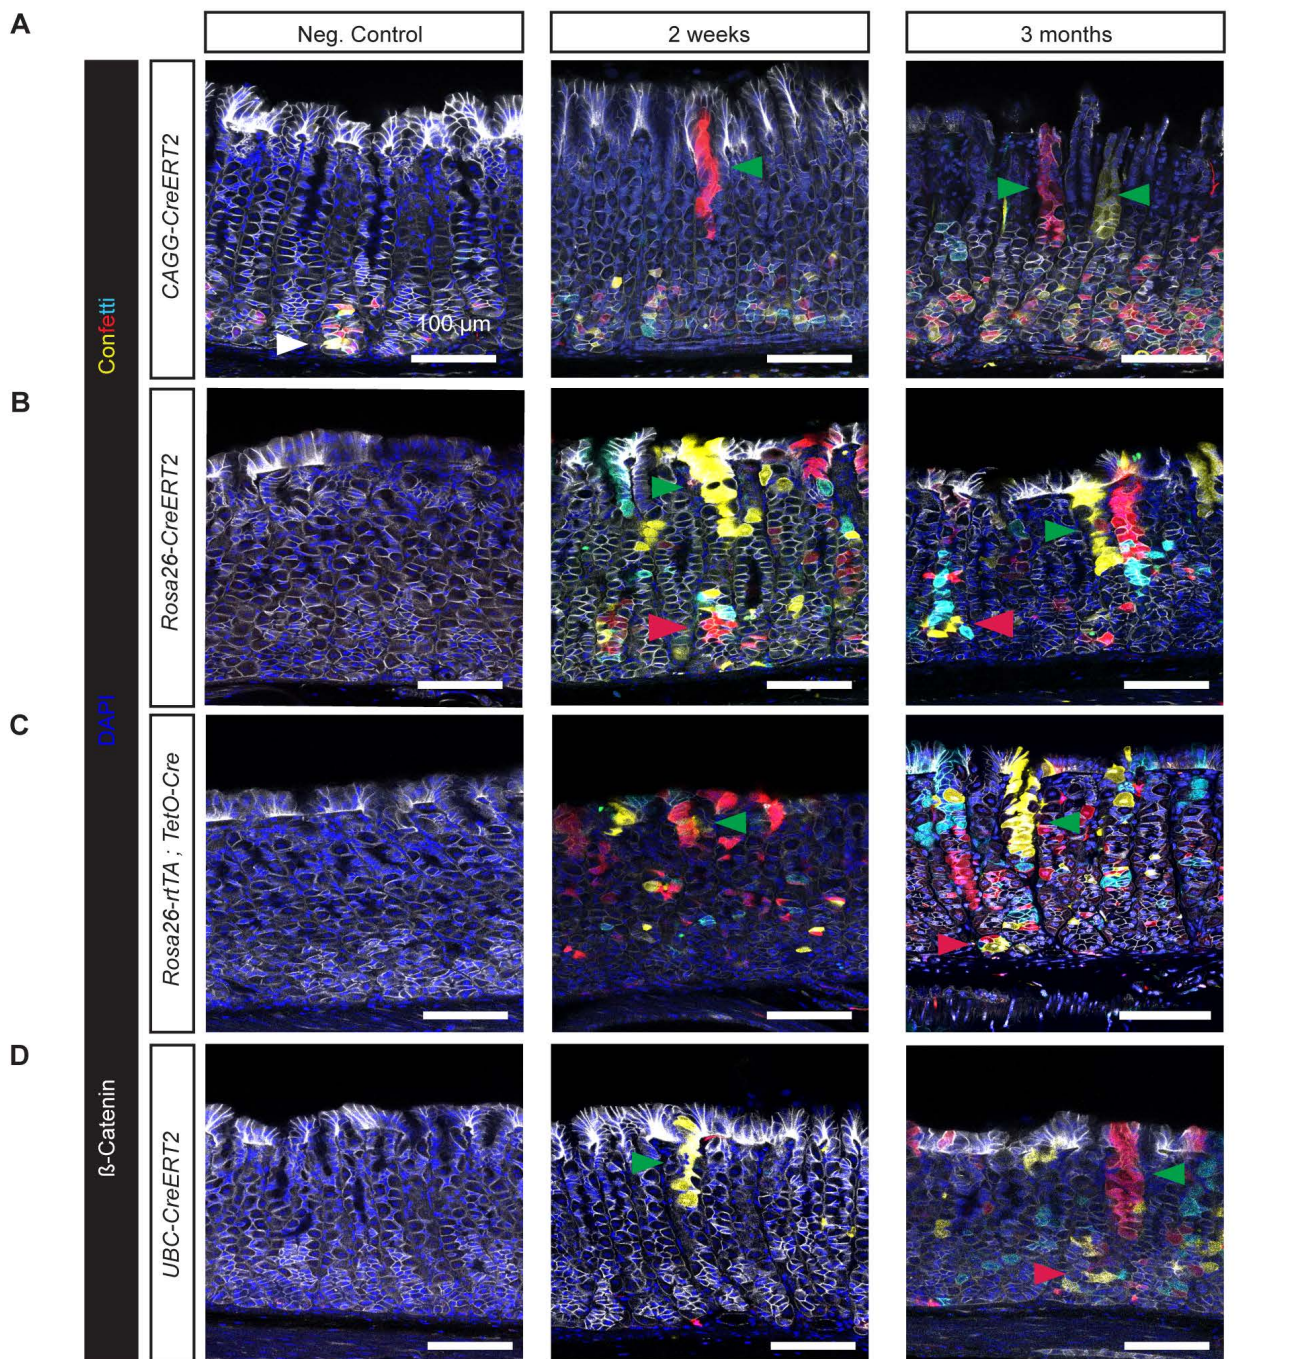 A
Neg. Control
2 weeks
3 months
CAGG-CreERT2
100 µm
B
Rosa26-CreERT2
C
Rosa26-rtTA ; TetO-Cre
D
UBC-CreERT2
ß-Catenin
DAPI
Confetti